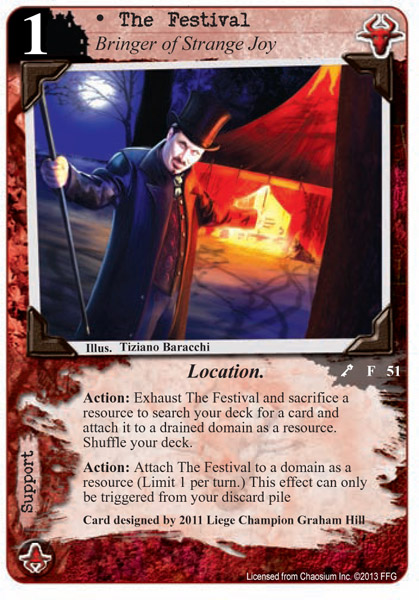 1
• The Festival
Bringer of Strange Joy
Illus. Tiziano Baracchi
Location.
F 51
Action: Exhaust The Festival and sacrifice a
resource to search your deck for a card and
attach it to a drained domain as a resource.
Shuffle your deck.
Action: Attach The Festival to a domain as a
resource (Limit 1 per turn.) This effect can only
be triggered from your discard pile
Card designed by 2011 Liege Champion Graham Hill
Support
Licensed from Chaosium Inc. ©2013 FFG